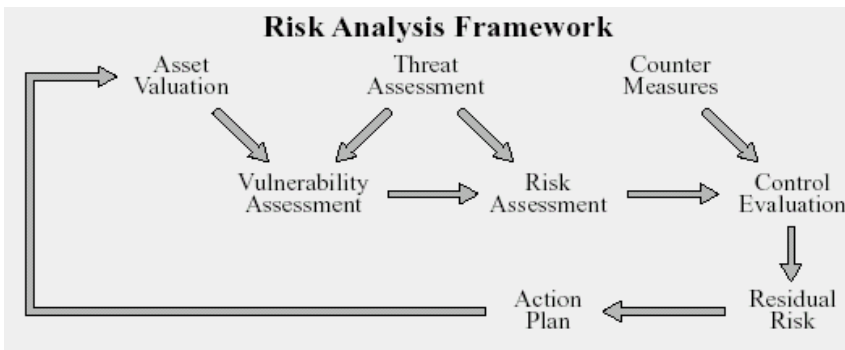 Risk Analysis Framework
Asset
Valuation
Threat
Assessment
Counter
Measures
Vulnerability
Assessment
Risk
Assessment
Control
Evaluation
Action
Plan
Residual
Risk